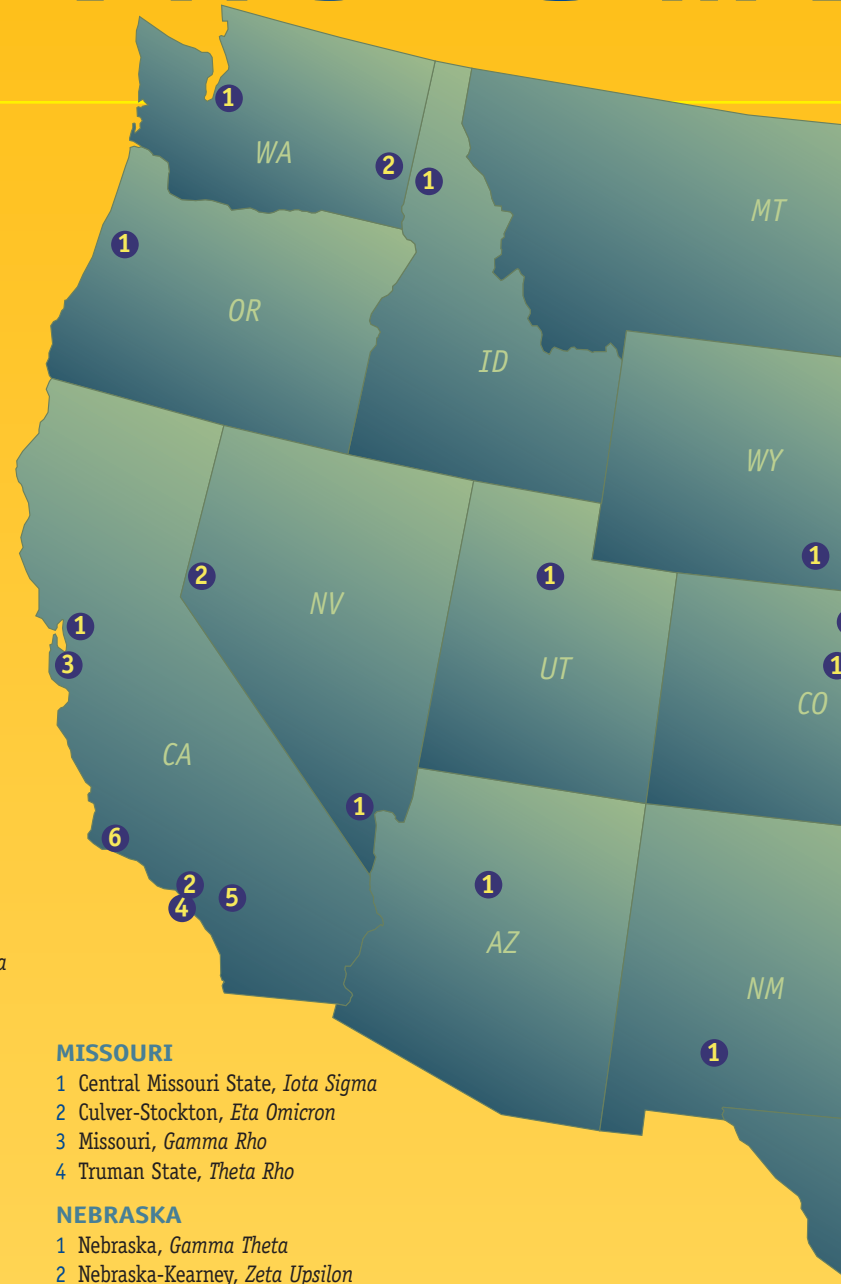 1
WA
2
1
MT
1
OR
ID
WY
1
2
1
NV
1
UT
1
3
CO
CA
1
6
2
5
1
4
AZ
a
NM
1
MISSOURI
1 Central Missouri State, Iota Sigma
2 Culver-Stockton, Eta Omicron
3 Missouri, Gamma Rho
4 Truman State, Theta Rho
NEBRASKA
1 Nebraska, Gamma Theta
2 Nebraska-Kearney, Zeta Upsilon